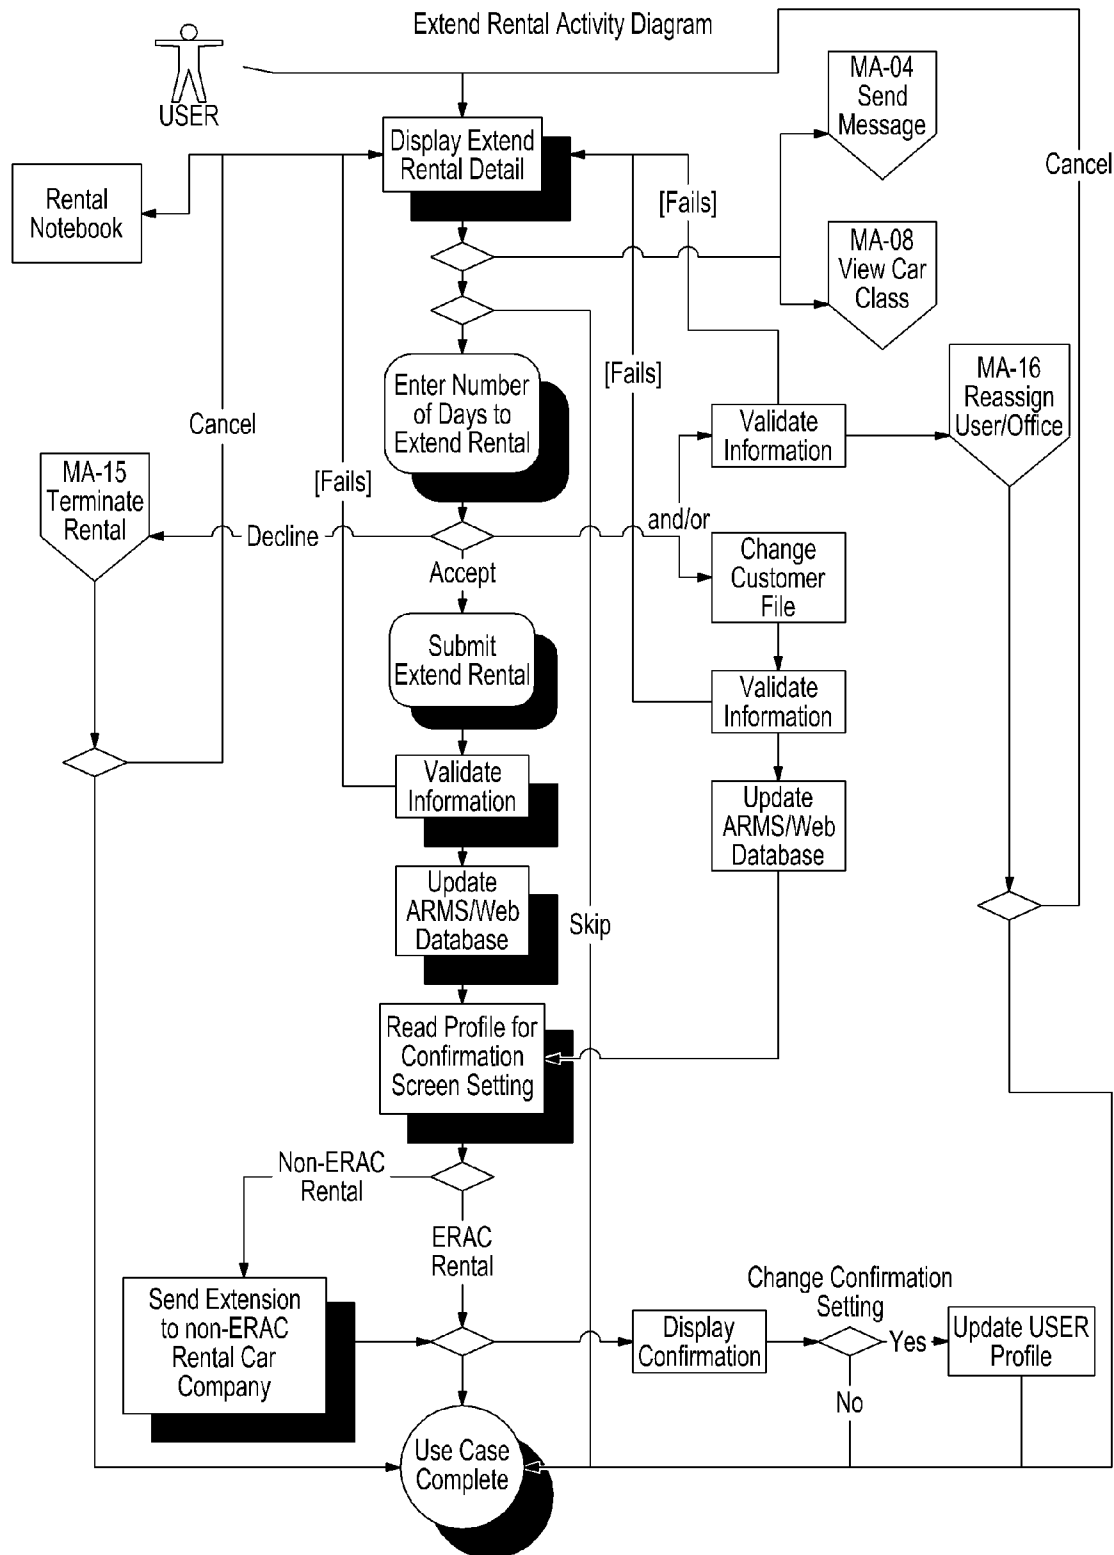 Extend Rental Activity Diagram
USER
MA-04
Send
Message
Display Extend
Rental Detail
Cancel
Rental
Notebook
[Fails]
MA-08
View Car
Class
[Fails]
MA-16
Reassign
User/Office
Enter Number
of Days to
Extend Rental
Cancel
Validate
Information
MA-15
Terminate
Rental
[Fails]
and/or
Decline
Change
Customer
File
Accept
Submit
Extend Rental
Validate
Information
Validate
Information
Update
ARMS/Web
Database
Update
ARMS/Web
Database
Skip
Read Profile for
Confirmation
Screen Setting
Non-ERAC
Rental
ERAC
Rental
Change Confirmation
Setting
Send Extension
to non-ERAC
Rental Car
Company
Display
Confirmation
Yes
Update USER
Profile
No
Use Case
Complete